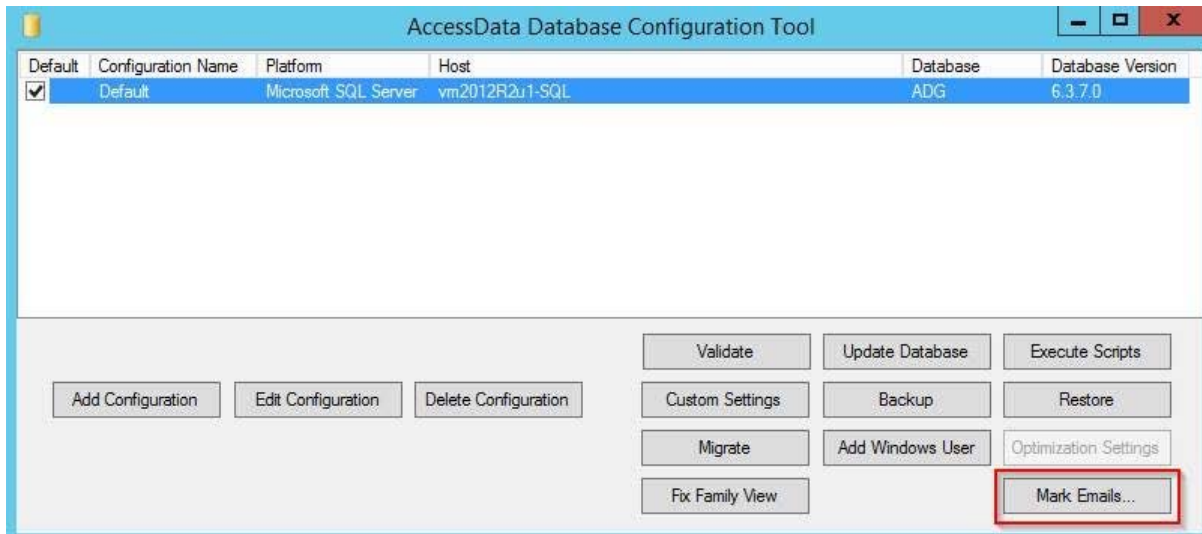 AccessData Database Configuration Tool
Default Configuration Name Platform Host Database Database Version
Default Microsoft SQL Server vm2012R2u1-SQL ADG 6.3.7.0
Validate Update Database Execute Scripts
Add Configuration Edit Configuration Delete Configuration Custom Settings Backup Restore
Migrate Add Windows User Optimization Settings
Fix Family View Mark Emails...